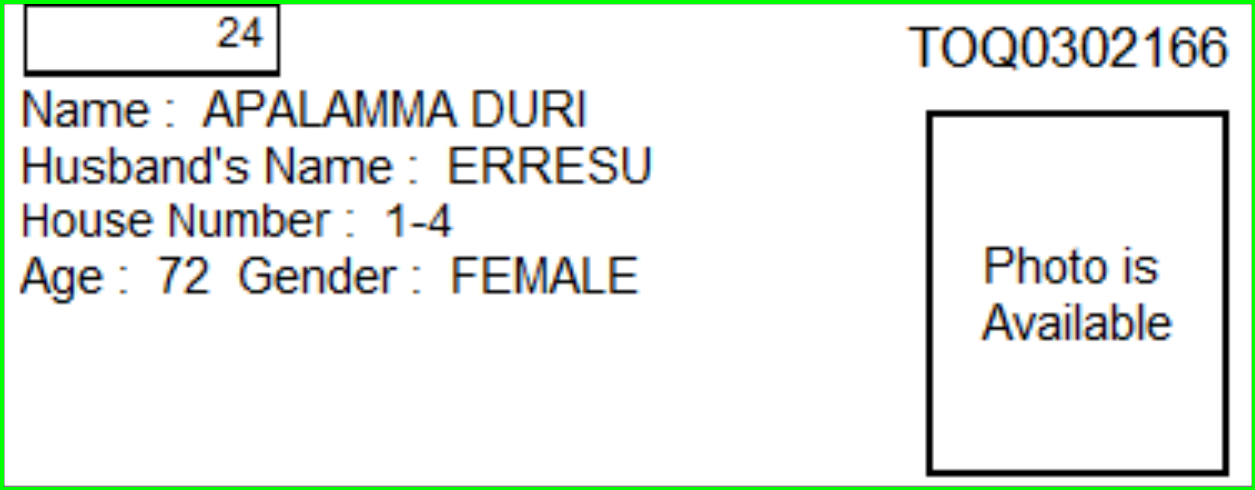 24
TOQ0302166
Name : APALAMMA DURI
Husband's Name : ERRESU
House Number : 1-4
Age : 72 Gender : FEMALE
Photo is
Available